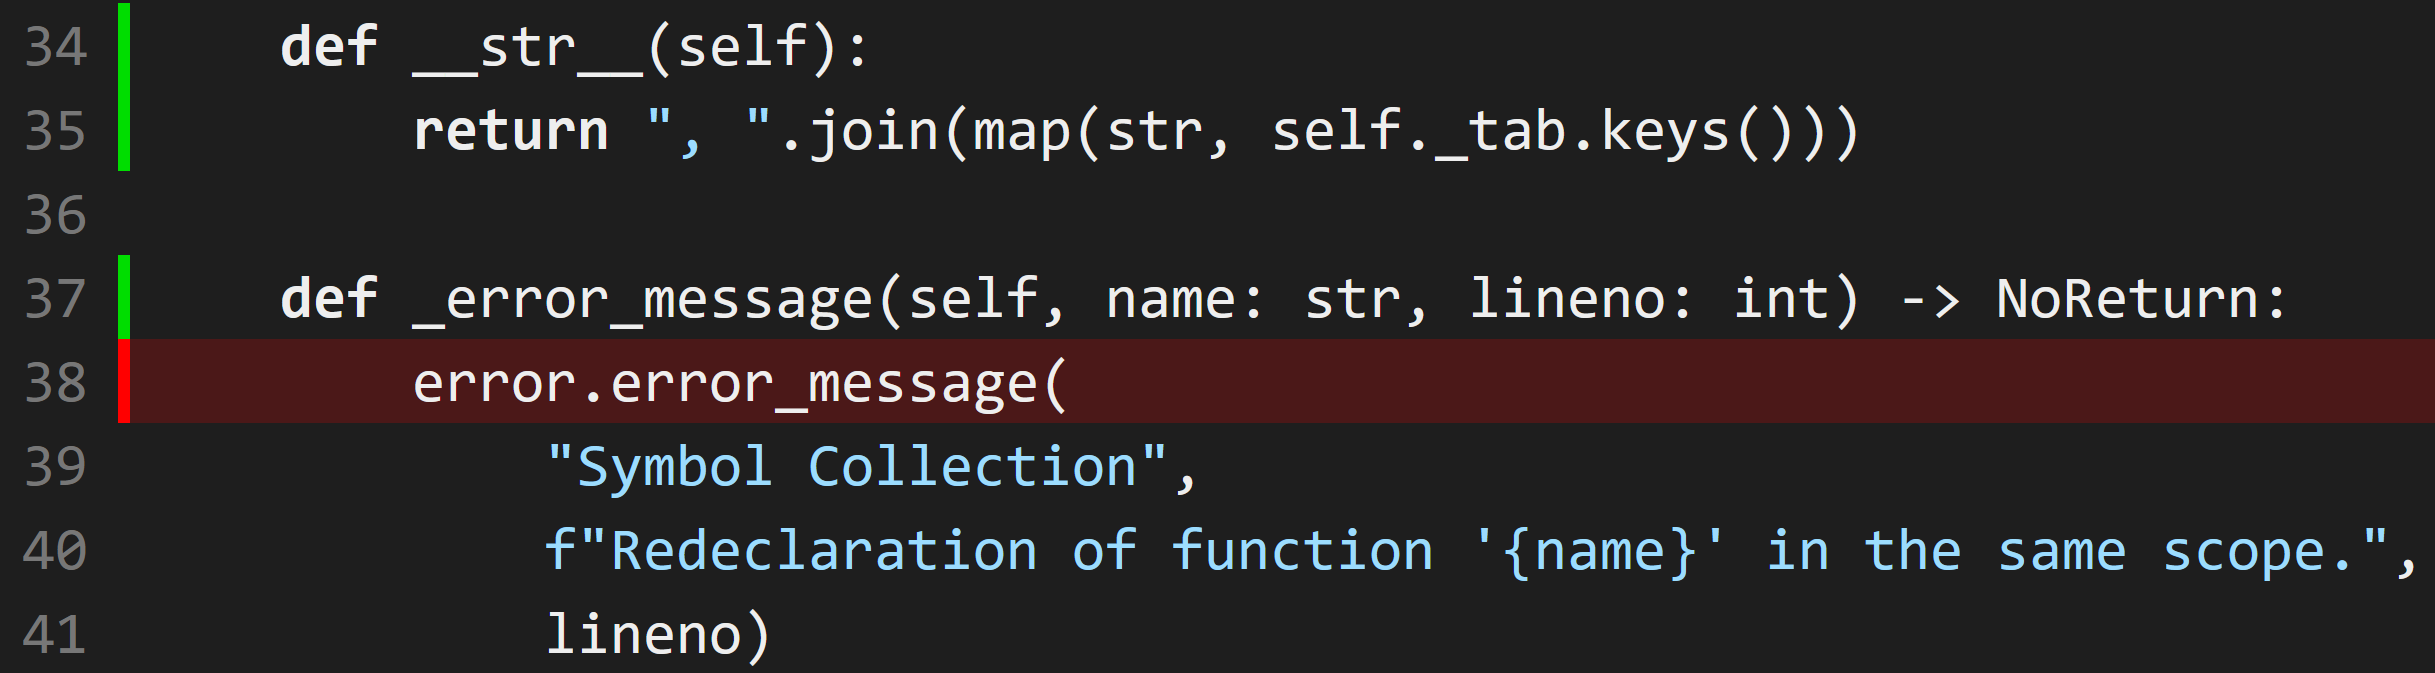 34 def __str__(self):
35 return ", ".join(map(str, self._tab.keys()))
36
37 def _error_message(self, name: str, lineno: int) -> NoReturn:
38 error.error_message(
39 "Symbol Collection",
40 f"Redeclaration of function '{name}' in the same scope.",
41 lineno)